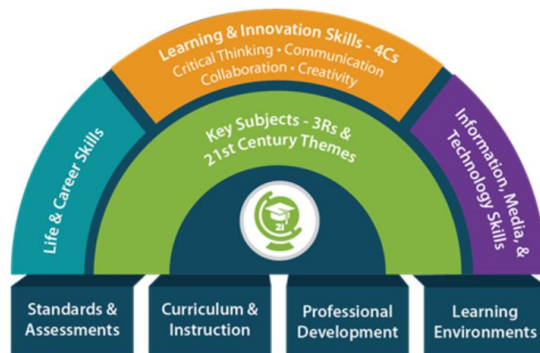 Learning & Innovation Skills - 4Cs
Critical Thinking • Communication
Collaboration • Creativity
Life & Career Skills
Key Subjects - 3Rs &
21st Century Themes
Information, Media, &
Technology Skills
21
Standards &
Assessments
Curriculum &
Instruction
Professional
Development
Learning
Environments